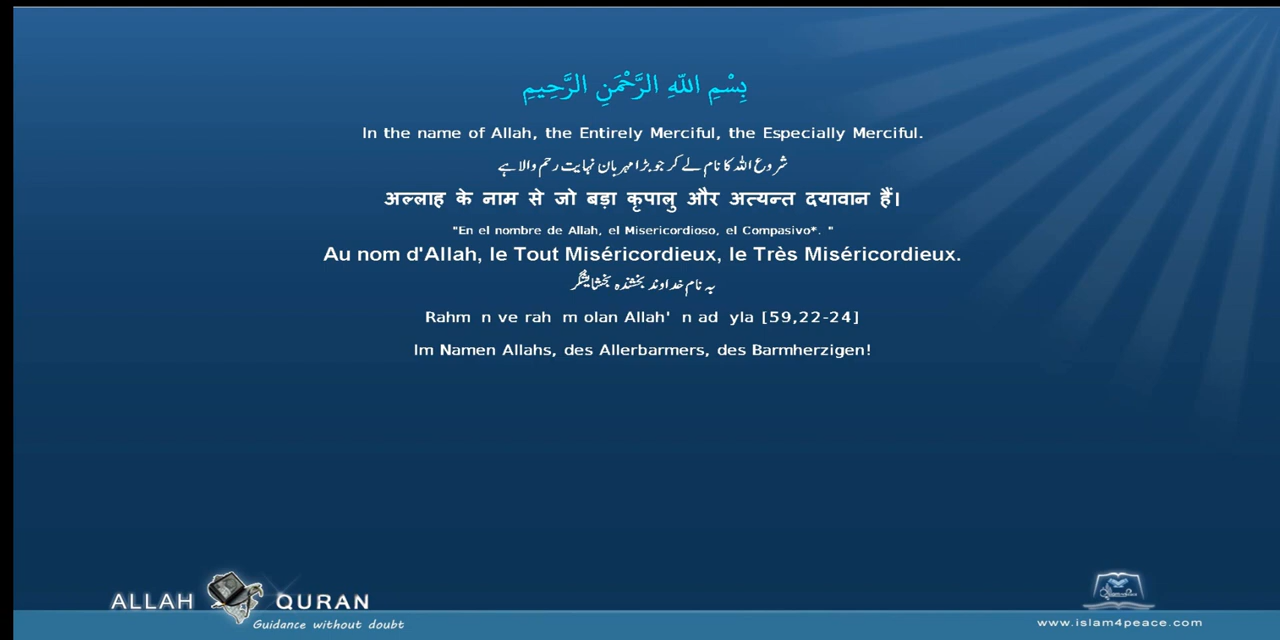 بِسْمِ اللّهِ الرَّحْمَنِ الرَّحِيمِ
In the name of Allah, the Entirely Merciful, the Especially Merciful.
شروع اللہ کا نام لے کر جو بڑا مہربان نہایت رحم والا ہے
अल्लाह के नाम से जो बड़ा कृपालु और अत्यन्त दयावान हैं।
"En el nombre de Allah, el Misericordioso, el Compasivo*. "
Au nom d'Allah, le Tout Miséricordieux, le Très Miséricordieux.
به نام خداوند بخشنده بخشایشگر
Rahm n ve rah m olan Allah' n ad yla [59,22-24]
Im Namen Allahs, des Allerbarmers, des Barmherzigen!
ALLAH QURAN
Guidance without doubt
www.islam4peace.com